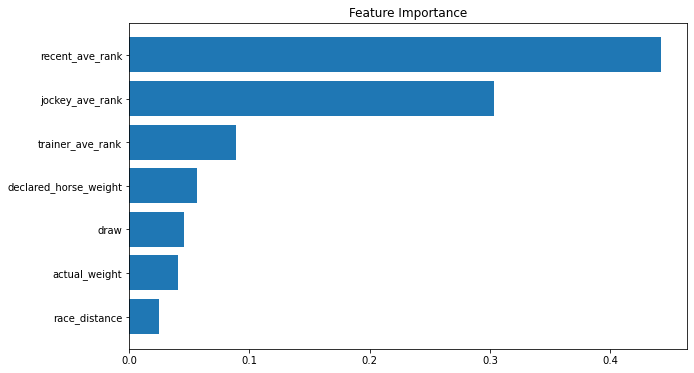 Feature Importance
recent_ave_rank
jockey_ave_rank
trainer_ave_rank
declared_horse_weight
draw
actual_weight
race_distance
0.0 0.1 0.2 0.3 0.4